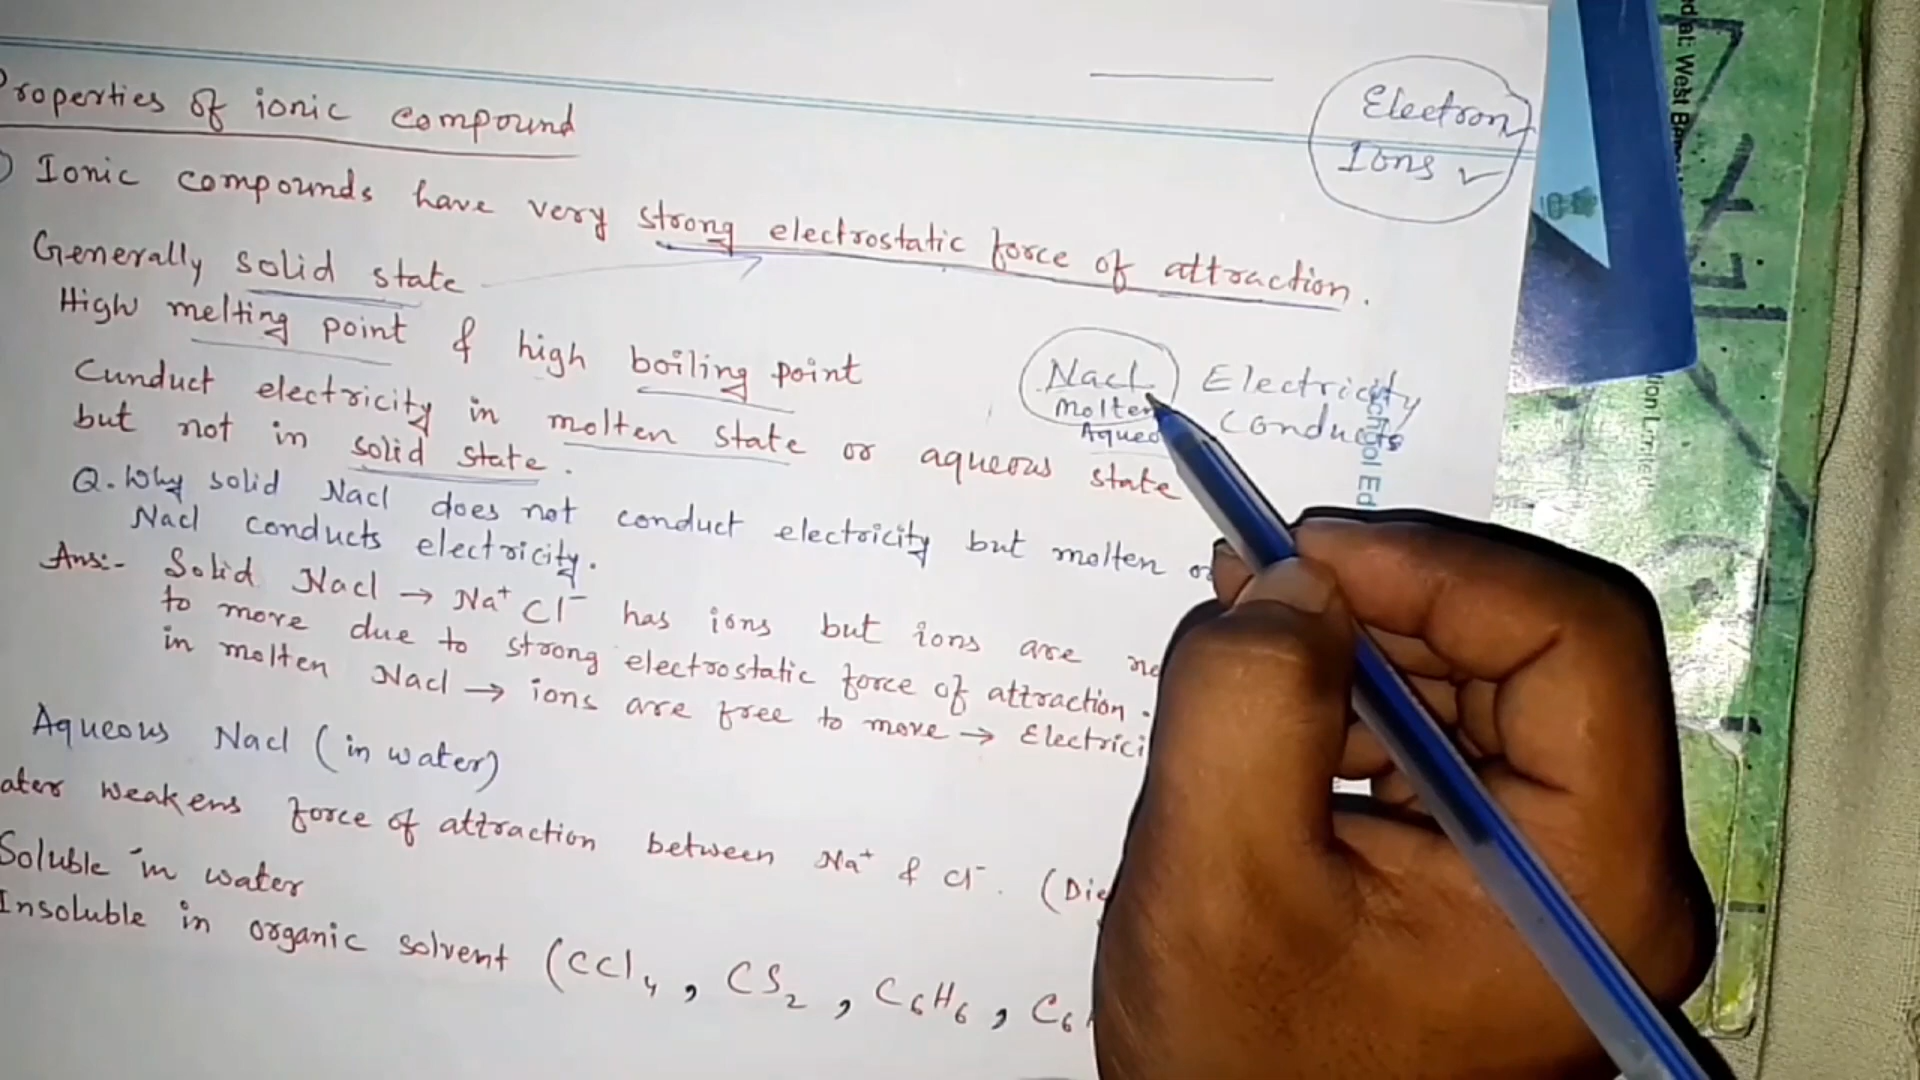 Properties of ionic compound
Electron
Ions ✓
Ionic compounds have very strong electrostatic force of attraction.
Generally solid state
High melting point & high boiling point
Nacl Electricity
Molten Conducts
Cunduct electricity in molten state or aqueous state
but not in solid state.
Q. Why solid Nacl does not conduct electricity but molten or
Nacl conducts electricity.
Ans:- Solid Nacl → Na⁺ Cl⁻ has ions but ions are
to move due to strong electrostatic force of attraction.
in molten Nacl → ions are free to move → Electrici
Aqueous Nacl (in water)
ater weakens force of attraction between Na⁺ & cl⁻. (Die
Soluble in water
Insoluble in organic solvent (CCl₄, CS₂, C₆H₆, C₆